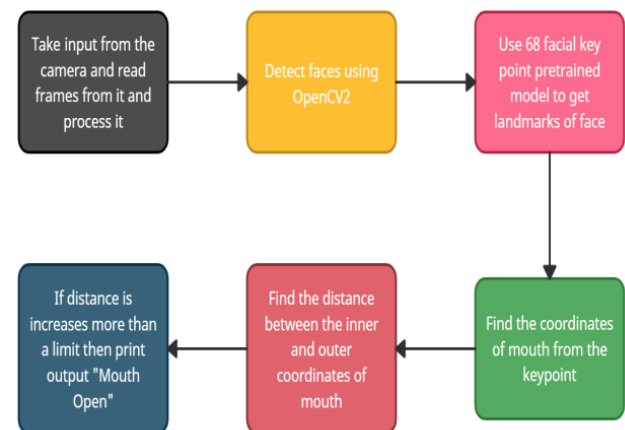 Take input from the
camera and read
frames from it and
process it
Detect faces using
OpenCV2
Use 68 facial key
point pretrained
model to get
landmarks of face
Find the coordinates
of mouth from the
keypoint
Find the distance
between the inner
and outer
coordinates of
mouth
If distance is
increases more than
a limit then print
output "Mouth
Open"